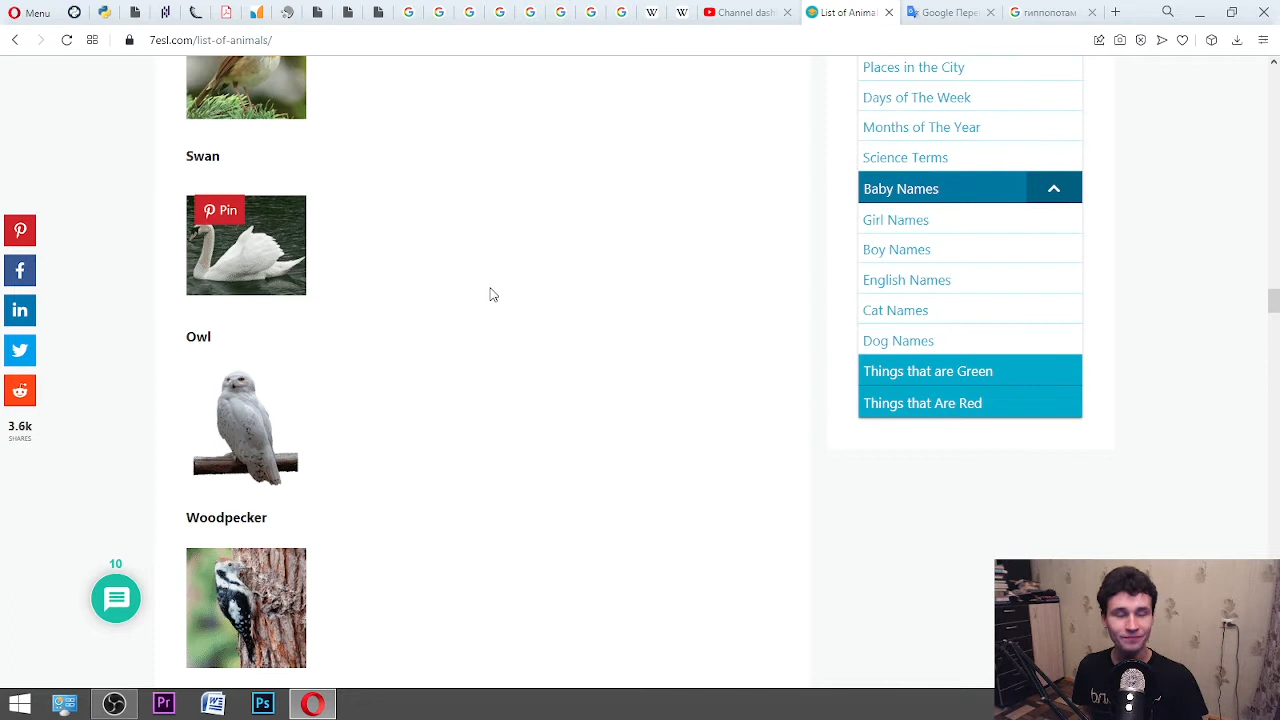 Menu
Channel dash
List of Anima
Google Пере
гиппопотам
7esl.com/list-of-animals/
Swan
Pin
Owl
Woodpecker
3.6k
SHARES
10
Places in the City
Days of The Week
Months of The Year
Science Terms
Baby Names
Girl Names
Boy Names
English Names
Cat Names
Dog Names
Things that are Green
Things that Are Red
Pr
W
Ps